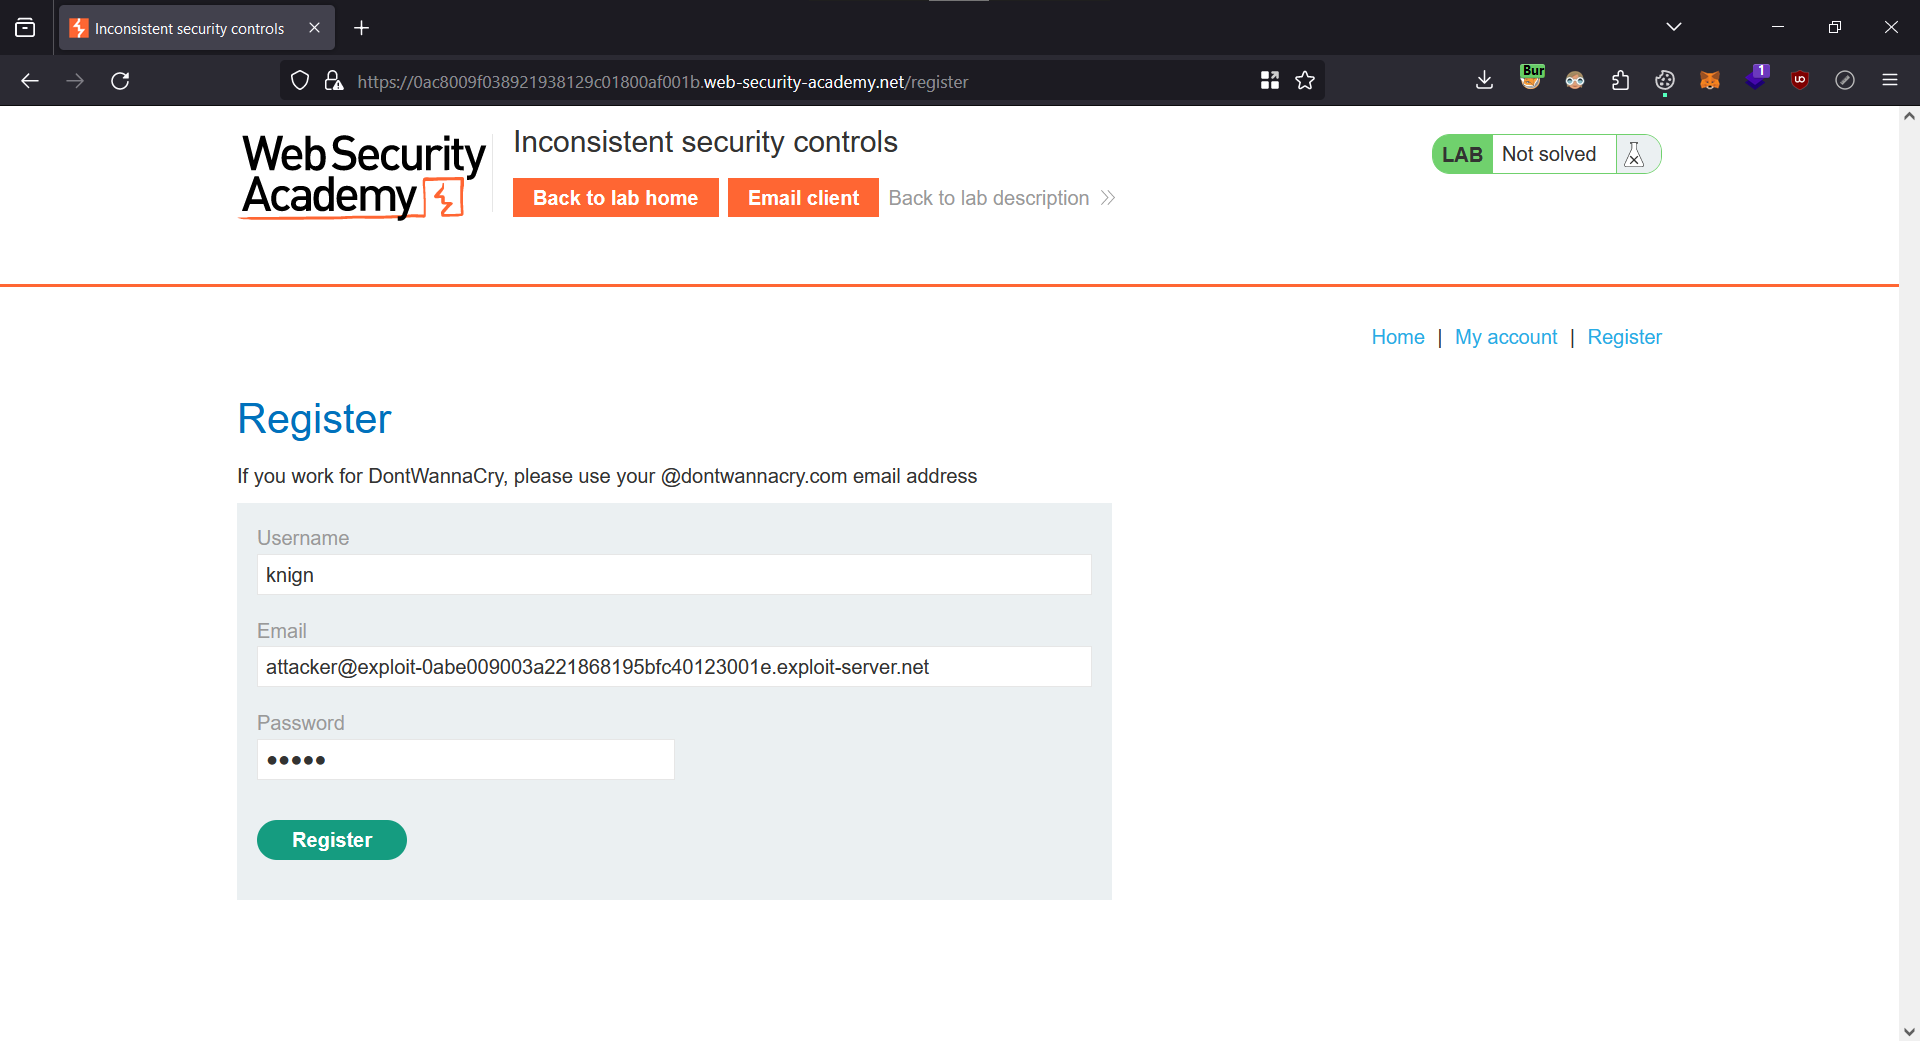 Inconsistent security controls
https://0ac8009f038921938129c01800af001b.web-security-academy.net/register
Bur
1
Web Security
Academy
Inconsistent security controls
Back to lab home
Email client
Back to lab description
LAB
Not solved
Home | My account | Register
Register
If you work for DontWannaCry, please use your @dontwannacry.com email address
Username
knign
Email
attacker@exploit-0abe009003a221868195bfc40123001e.exploit-server.net
Password
•••••
Register